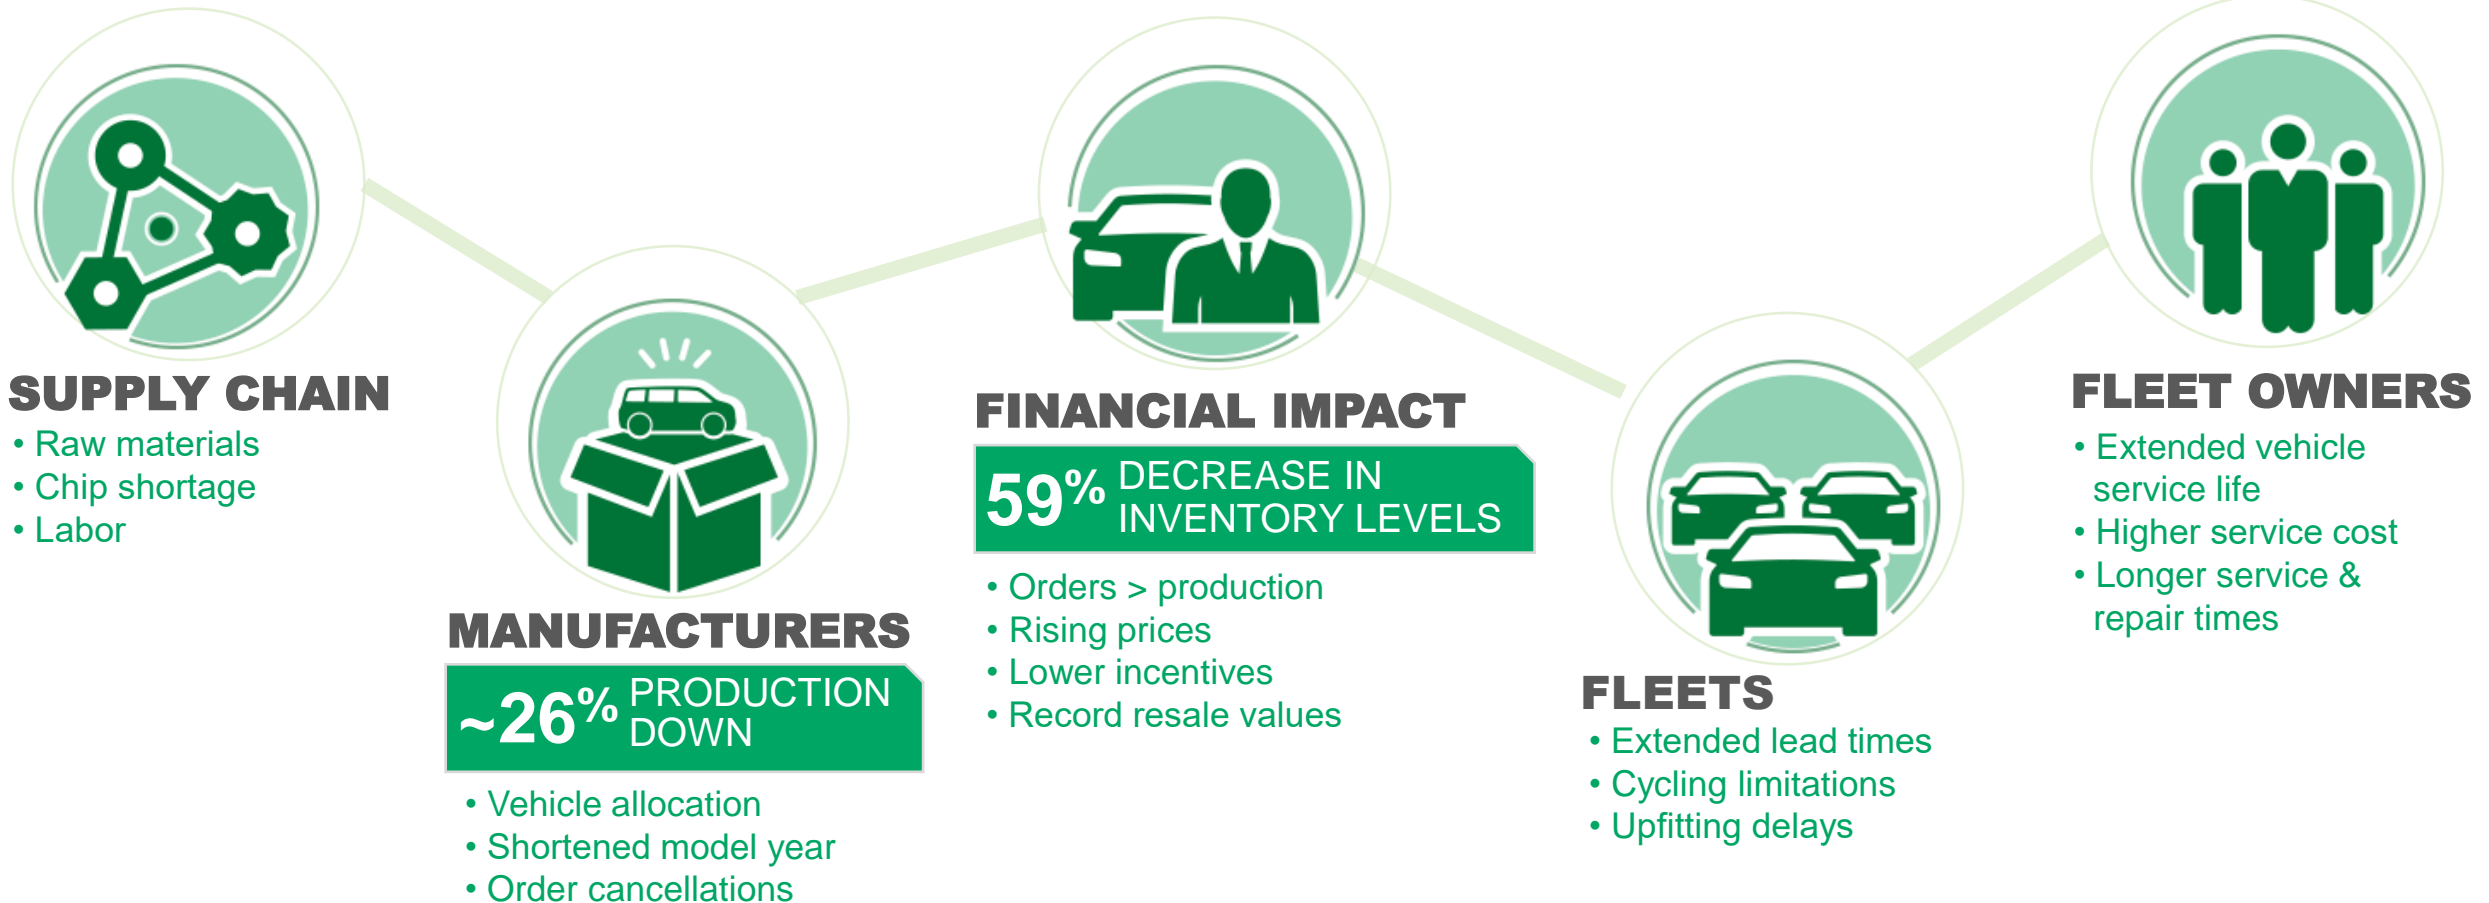 SUPPLY CHAIN
• Raw materials
• Chip shortage
• Labor
MANUFACTURERS
~26% PRODUCTION
DOWN
• Vehicle allocation
• Shortened model year
• Order cancellations
FINANCIAL IMPACT
59% DECREASE IN
INVENTORY LEVELS
• Orders > production
• Rising prices
• Lower incentives
• Record resale values
FLEETS
• Extended lead times
• Cycling limitations
• Upfitting delays
FLEET OWNERS
• Extended vehicle
service life
• Higher service cost
• Longer service &
repair times